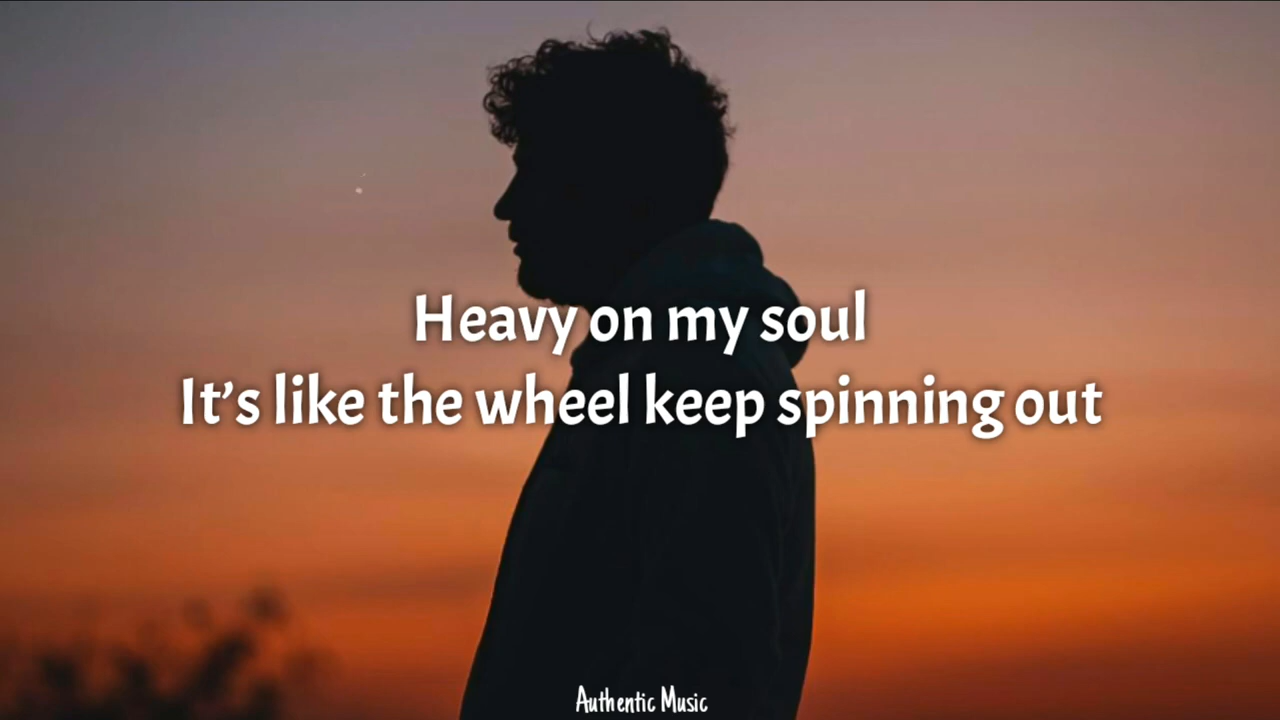 Heavy on my soul
It's like the wheel keep spinning out
Authentic Music